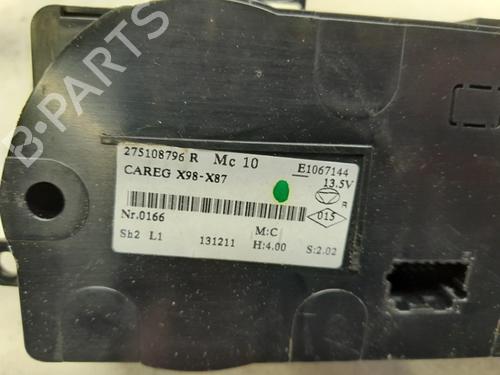 275108796 R Mc 10 E1067144
CAREG X98-X87 13.5V
R
015
Nr.0166 M:C
Sh2 L1 131211 H:4.00 S:2.02
B-PARTS